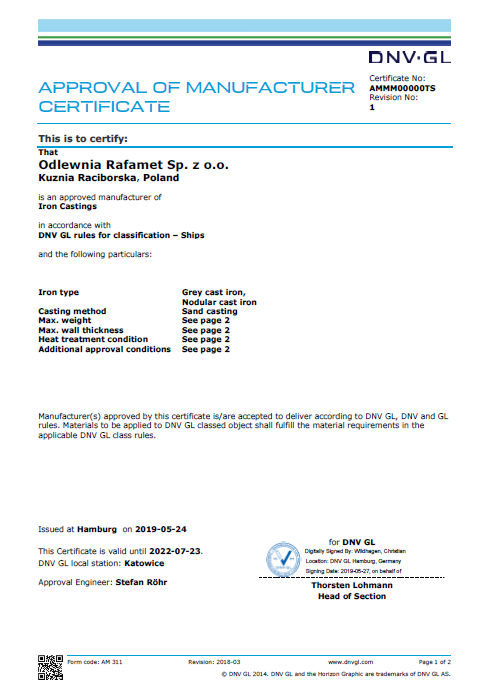 DNV·GL
Certificate No:
AMMM00000TS
Revision No:
1
APPROVAL OF MANUFACTURER
CERTIFICATE
This is to certify:
That
Odlewnia Rafamet Sp. z o.o.
Kuznia Raciborska, Poland
is an approved manufacturer of
Iron Castings
in accordance with
DNV GL rules for classification – Ships
and the following particulars:
Iron type Grey cast iron,
Nodular cast iron
Casting method Sand casting
Max. weight See page 2
Max. wall thickness See page 2
Heat treatment condition See page 2
Additional approval conditions See page 2
Manufacturer(s) approved by this certificate is/are accepted to deliver according to DNV GL, DNV and GL
rules. Materials to be applied to DNV GL classed object shall fulfill the material requirements in the
applicable DNV GL class rules.
Issued at Hamburg on 2019-05-24
This Certificate is valid until 2022-07-23.
DNV GL local station: Katowice
Approval Engineer: Stefan Röhr
for DNV GL
Digitally Signed By: Wildhagen, Christian
Location: DNV GL Hamburg, Germany
Signing Date: 2019-05-27, on behalf of
Thorsten Lohmann
Head of Section
Form code: AM 311 Revision: 2018-03 www.dnvgl.com Page 1 of 2
© DNV GL 2014. DNV GL and the Horizon Graphic are trademarks of DNV GL AS.